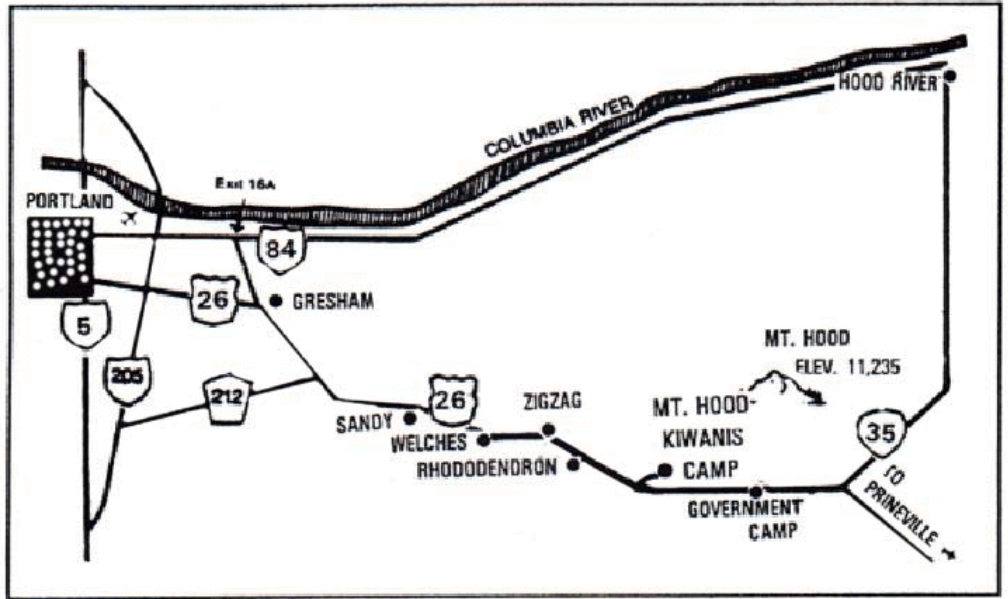 HOOD RIVER
COLUMBIA RIVER
Exit 16A
PORTLAND
84
26
GRESHAM
5
205
212
MT. HOOD
ELEV. 11,235
26
ZIGZAG
SANDY
WELCHES
RHODODENDRON
MT. HOOD
KIWANIS
CAMP
35
TO
PRINEVILLE
GOVERNMENT
CAMP